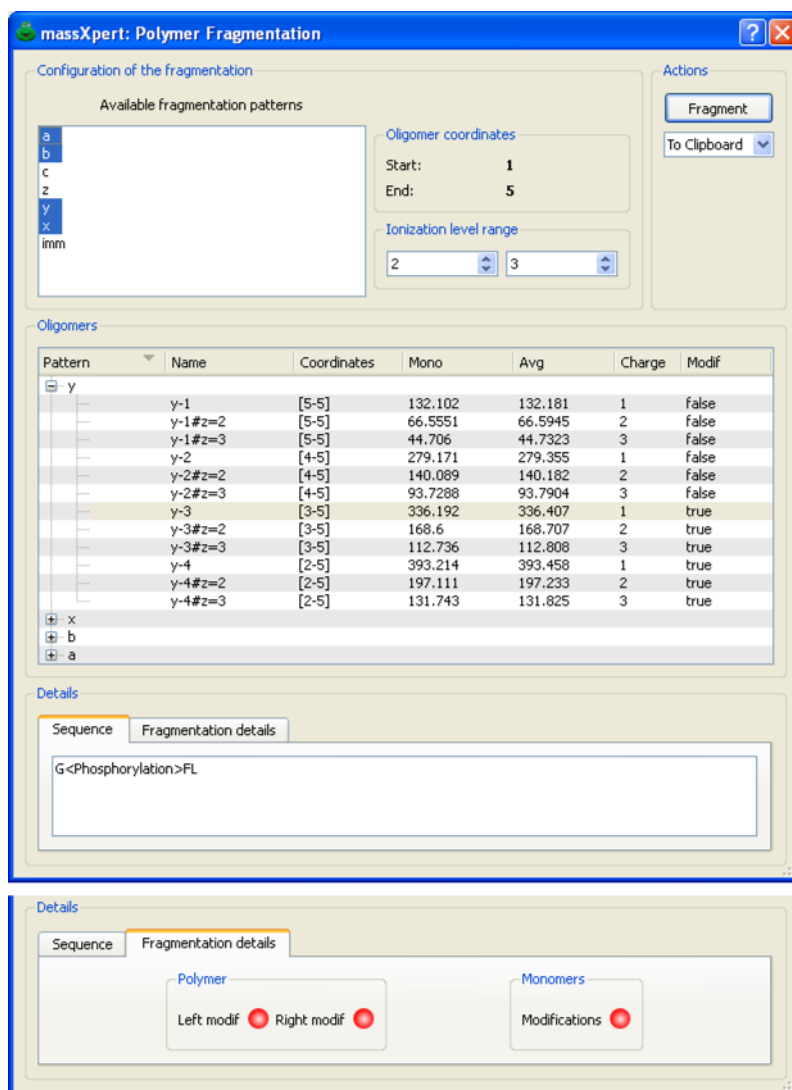 massXpert: Polymer Fragmentation
Configuration of the fragmentation
Actions
Available fragmentation patterns
Fragment
a
b
c
z
y
x
imm
Oligomer coordinates
To Clipboard
Start: 1
End: 5
Ionization level range
2 3
Oligomers
Pattern Name Coordinates Mono Avg Charge Modif
y
y-1 [5-5] 132.102 132.181 1 false
y-1#z=2 [5-5] 66.5551 66.5945 2 false
y-1#z=3 [5-5] 44.706 44.7323 3 false
y-2 [4-5] 279.171 279.355 1 false
y-2#z=2 [4-5] 140.089 140.182 2 false
y-2#z=3 [4-5] 93.7288 93.7904 3 false
y-3 [3-5] 336.192 336.407 1 true
y-3#z=2 [3-5] 168.6 168.707 2 true
y-3#z=3 [3-5] 112.736 112.808 3 true
y-4 [2-5] 393.214 393.458 1 true
y-4#z=2 [2-5] 197.111 197.233 2 true
y-4#z=3 [2-5] 131.743 131.825 3 true
x
b
a
Details
Sequence Fragmentation details
G<Phosphorylation>FL
Details
Sequence Fragmentation details
Polymer Monomers
Left modif Right modif Modifications